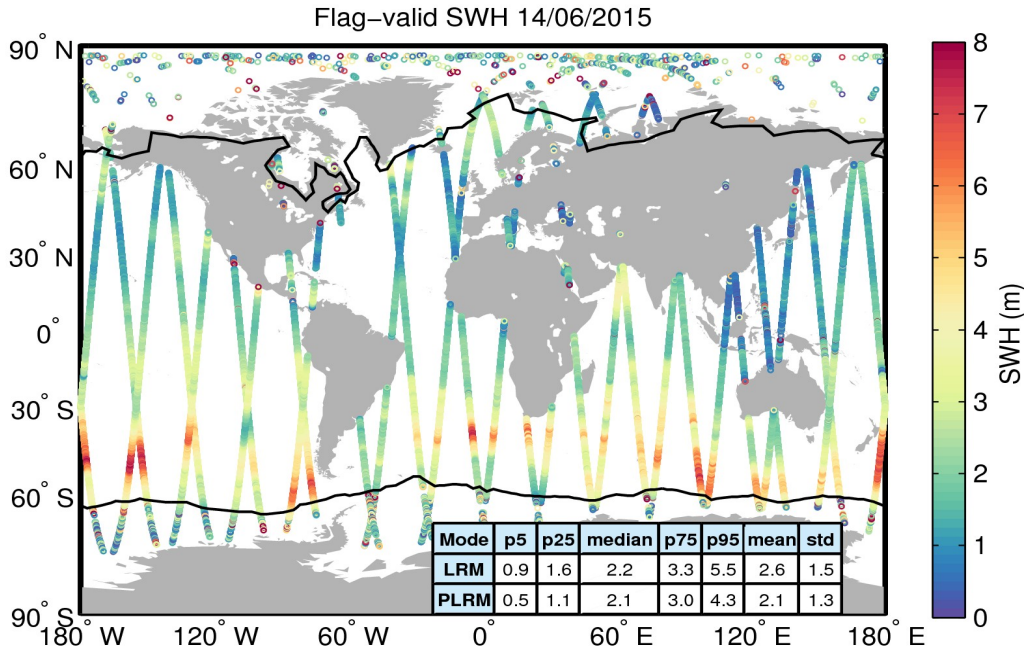 Flag−valid SWH 14/06/2015
90° N
60° N
30° N
0°
30° S
60° S
90° S
180° W
120° W
60° W
0°
60° E
120° E
180° E
8
7
6
5
4
3
2
1
0
SWH (m)
Mode p5 p25 median p75 p95 mean std
LRM 0.9 1.6 2.2 3.3 5.5 2.6 1.5
PLRM 0.5 1.1 2.1 3.0 4.3 2.1 1.3